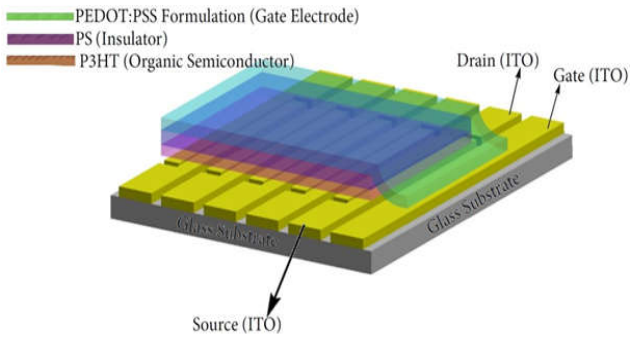 PEDOT:PSS Formulation (Gate Electrode)
PS (Insulator)
P3HT (Organic Semiconductor)
Drain (ITO)
Gate (ITO)
Glass Substrate
Glass Substrate
Source (ITO)